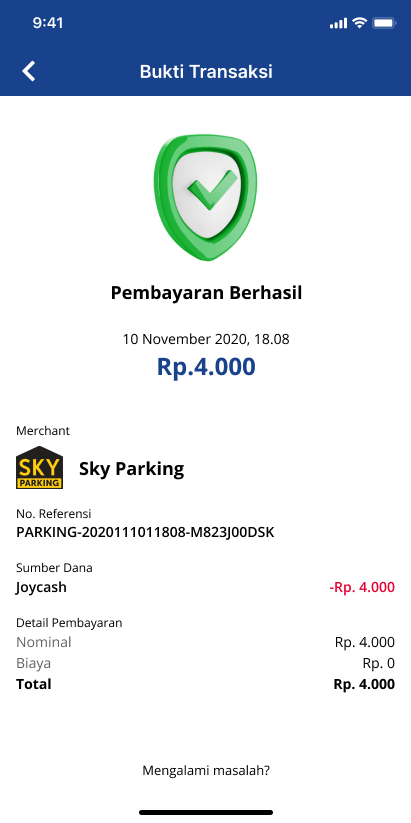 9:41
Bukti Transaksi
Pembayaran Berhasil
10 November 2020, 18.08
Rp.4.000
Merchant
SKY
PARKING
Sky Parking
No. Referensi
PARKING-2020111011808-M823J00DSK
Sumber Dana
Joycash -Rp. 4.000
Detail Pembayaran
Nominal Rp. 4.000
Biaya Rp. 0
Total Rp. 4.000
Mengalami masalah?